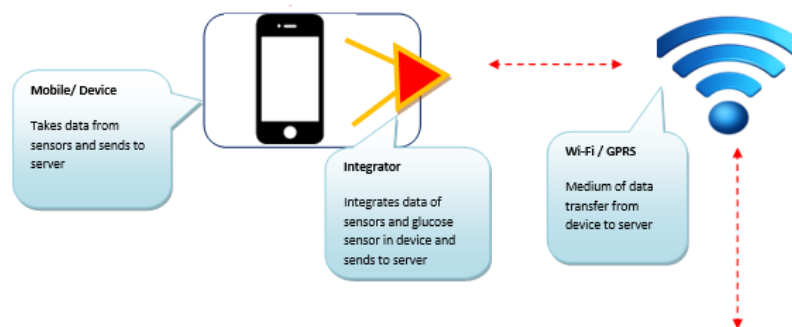 Mobile/ Device
Takes data from
sensors and sends to
server
Integrator
Integrates data of
sensors and glucose
sensor in device and
sends to server
Wi-Fi / GPRS
Medium of data
transfer from
device to server